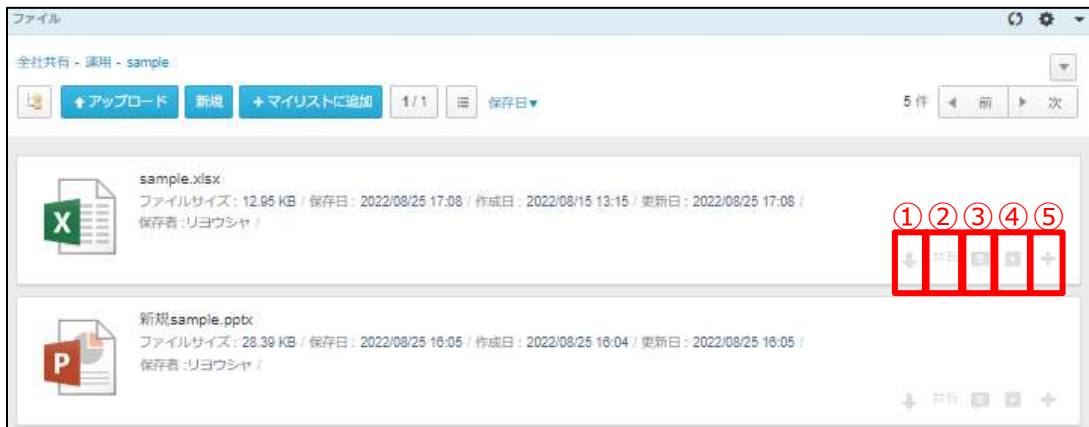 ファイル
全社共有 - 運用 - sample
アップロード 新規 +マイリストに追加 1/1 保存日▼ 5 件 前 次
sample.xlsx
ファイルサイズ : 12.95 KB / 保存日 : 2022/08/25 17:08 / 作成日 : 2022/08/15 13:15 / 更新日 : 2022/08/25 17:08 /
保存者 :リヨウシャ /
①②③④⑤
共有
新規sample.pptx
ファイルサイズ : 28.39 KB / 保存日 : 2022/08/25 16:05 / 作成日 : 2022/08/25 16:04 / 更新日 : 2022/08/25 16:05 /
保存者 :リヨウシャ /
共有